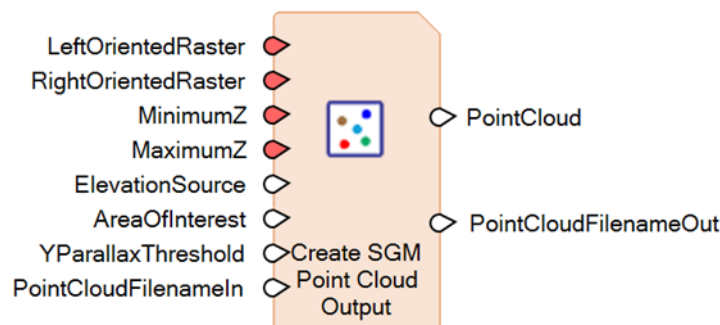 LeftOrientedRaster
RightOrientedRaster
MinimumZ
MaximumZ
ElevationSource
AreaOfInterest
YParallaxThreshold
PointCloudFilenameIn
Create SGM
Point Cloud
Output
PointCloud
PointCloudFilenameOut